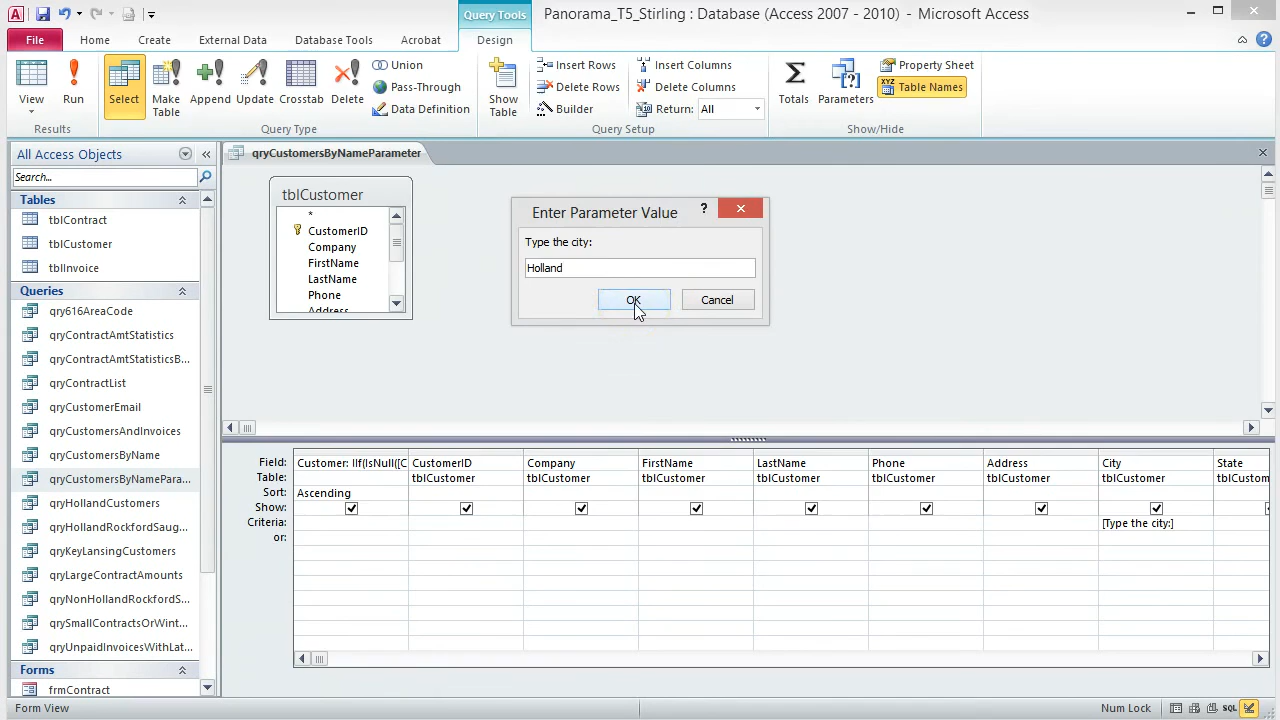 Query Tools
Panorama_T5_Stirling : Database (Access 2007 - 2010) - Microsoft Access
File Home Create External Data Database Tools Acrobat Design
View
Run
Results
Select
Make Table
Append
Update
Crosstab
Delete
Union
Pass-Through
Data Definition
Query Type
Show Table
Insert Rows
Delete Rows
Builder
Insert Columns
Delete Columns
Return: All
Query Setup
Totals
Parameters
Property Sheet
Table Names
Show/Hide
All Access Objects
Search...
Tables
tblContract
tblCustomer
tblInvoice
Queries
qry616AreaCode
qryContractAmtStatistics
qryContractAmtStatisticsB...
qryContractList
qryCustomerEmail
qryCustomersAndInvoices
qryCustomersByName
qryCustomersByNamePara...
qryHollandCustomers
qryHollandRockfordSaug...
qryKeyLansingCustomers
qryLargeContractAmounts
qryNonHollandRockfordS...
qrySmallContractsOrWint...
qryUnpaidInvoicesWithLat...
Forms
frmContract
qryCustomersByNameParameter
tblCustomer
*
CustomerID
Company
FirstName
LastName
Phone
Address
Enter Parameter Value ?
Type the city:
Holland
OK Cancel
Field: Customer: IIf(IsNull([C CustomerID Company FirstName LastName Phone Address City State
Table: tblCustomer tblCustomer tblCustomer tblCustomer tblCustomer tblCustomer tblCustomer tblCustom
Sort: Ascending
Show:
Criteria: [Type the city:]
or:
Form View Num Lock SQL